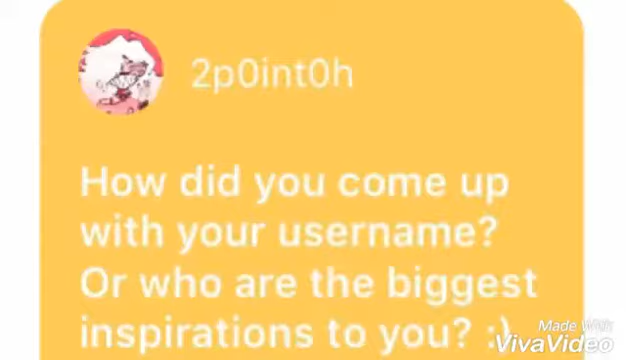 2p0int0h
How did you come up
with your username?
Or who are the biggest
inspirations to you? :)
Made With
VivaVideo